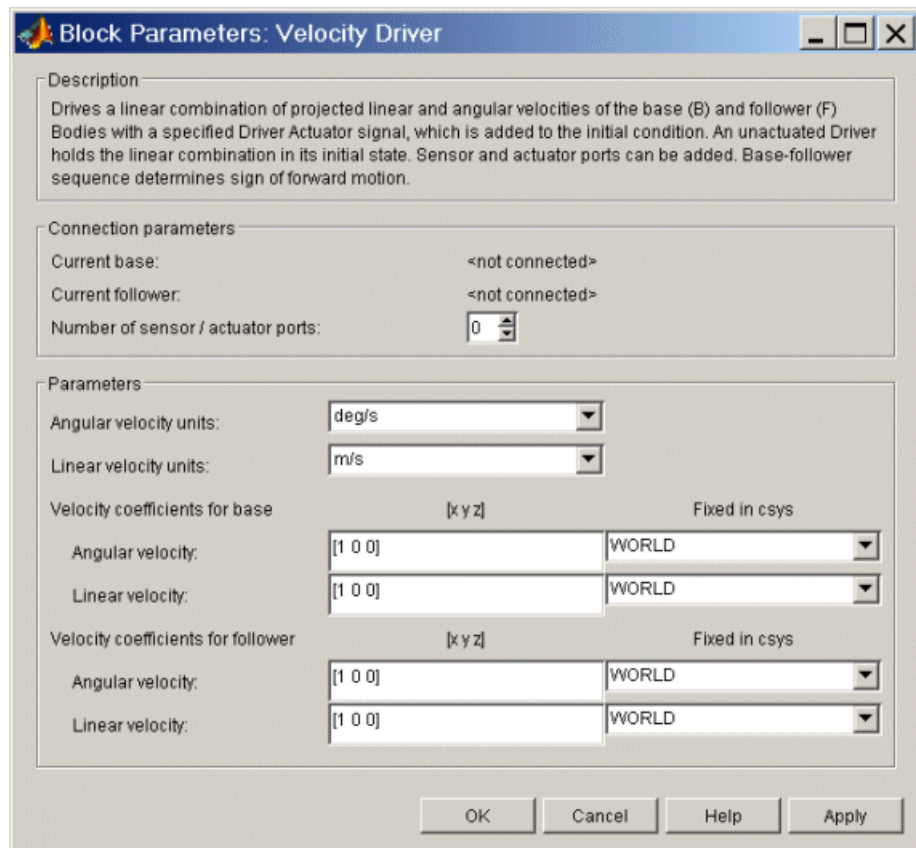 Block Parameters: Velocity Driver
Description
Drives a linear combination of projected linear and angular velocities of the base (B) and follower (F)
Bodies with a specified Driver Actuator signal, which is added to the initial condition. An unactuated Driver
holds the linear combination in its initial state. Sensor and actuator ports can be added. Base-follower
sequence determines sign of forward motion.
Connection parameters
Current base: <not connected>
Current follower: <not connected>
Number of sensor / actuator ports: 0
Parameters
Angular velocity units: deg/s
Linear velocity units: m/s
Velocity coefficients for base [x y z] Fixed in csys
Angular velocity: [1 0 0] WORLD
Linear velocity: [1 0 0] WORLD
Velocity coefficients for follower [x y z] Fixed in csys
Angular velocity: [1 0 0] WORLD
Linear velocity: [1 0 0] WORLD
OK Cancel Help Apply